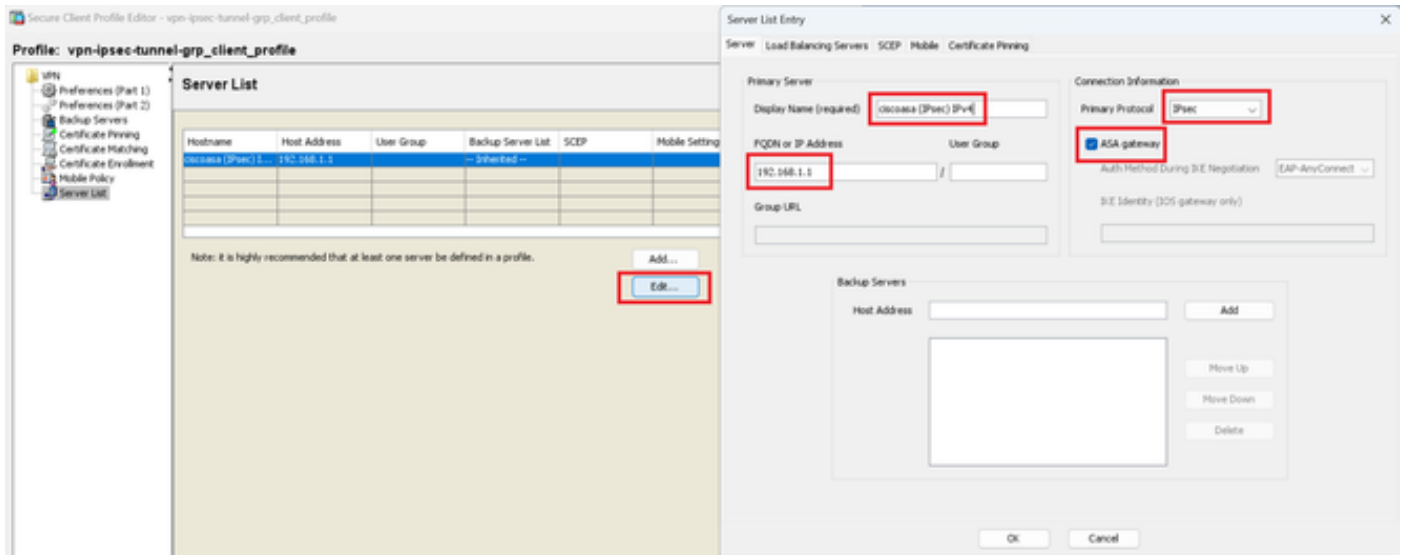 Secure Client Profile Editor - vpn-ipsec-tunnel-grp_client_profile
Profile: vpn-ipsec-tunnel-grp_client_profile
VPN
Preferences (Part 1)
Preferences (Part 2)
Backup Servers
Certificate Pinning
Certificate Matching
Certificate Enrollment
Mobile Policy
Server List
Server List
Hostname Host Address User Group Backup Server List SCEP Mobile Setting
ciscoasa (IPsec) I... 192.168.1.1 -- Inherited --
Note: it is highly recommended that at least one server be defined in a profile.
Add...
Edit...
Server List Entry
Server Load Balancing Servers SCEP Mobile Certificate Pinning
Primary Server
Display Name (required) ciscoasa (IPsec) IPv4
FQDN or IP Address User Group
192.168.1.1 /
Group URL
Connection Information
Primary Protocol IPsec
ASA gateway
Auth Method During IKE Negotiation EAP-AnyConnect
IKE Identity (IOS gateway only)
Backup Servers
Host Address Add
Move Up
Move Down
Delete
OK Cancel